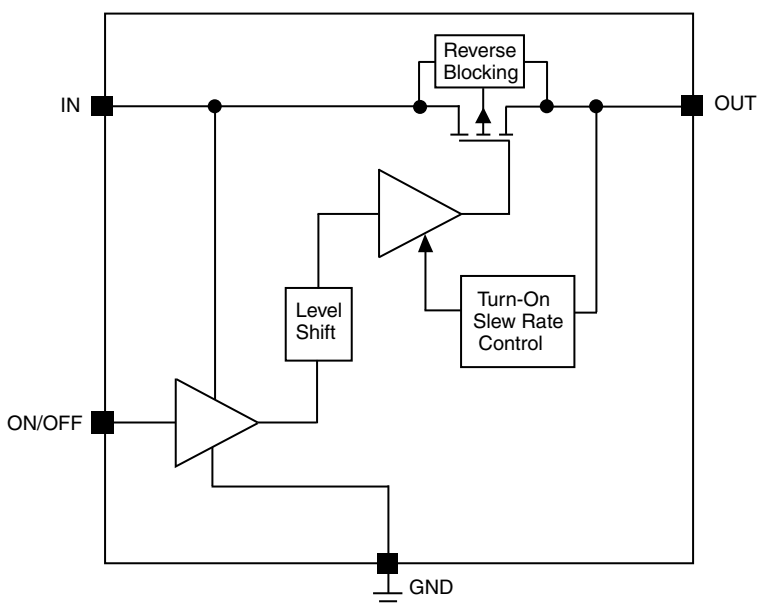 Reverse
Blocking
IN
OUT
Level
Shift
Turn-On
Slew Rate
Control
ON/OFF
GND